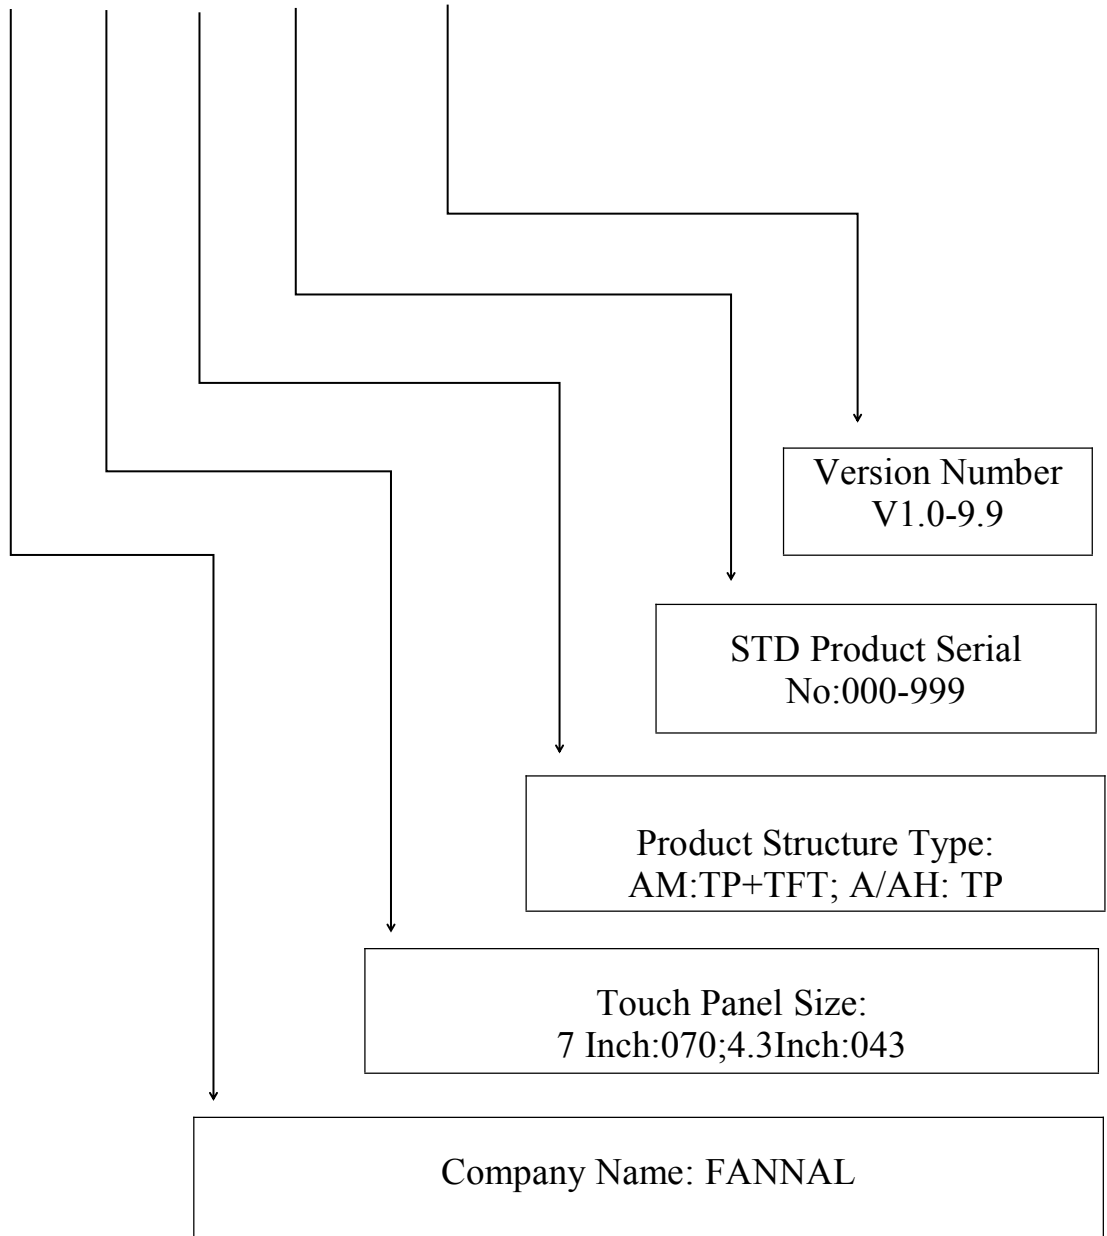 Version Number
V1.0-9.9
STD Product Serial
No:000-999
Product Structure Type:
AM:TP+TFT; A/AH: TP
Touch Panel Size:
7 Inch:070;4.3Inch:043
Company Name: FANNAL